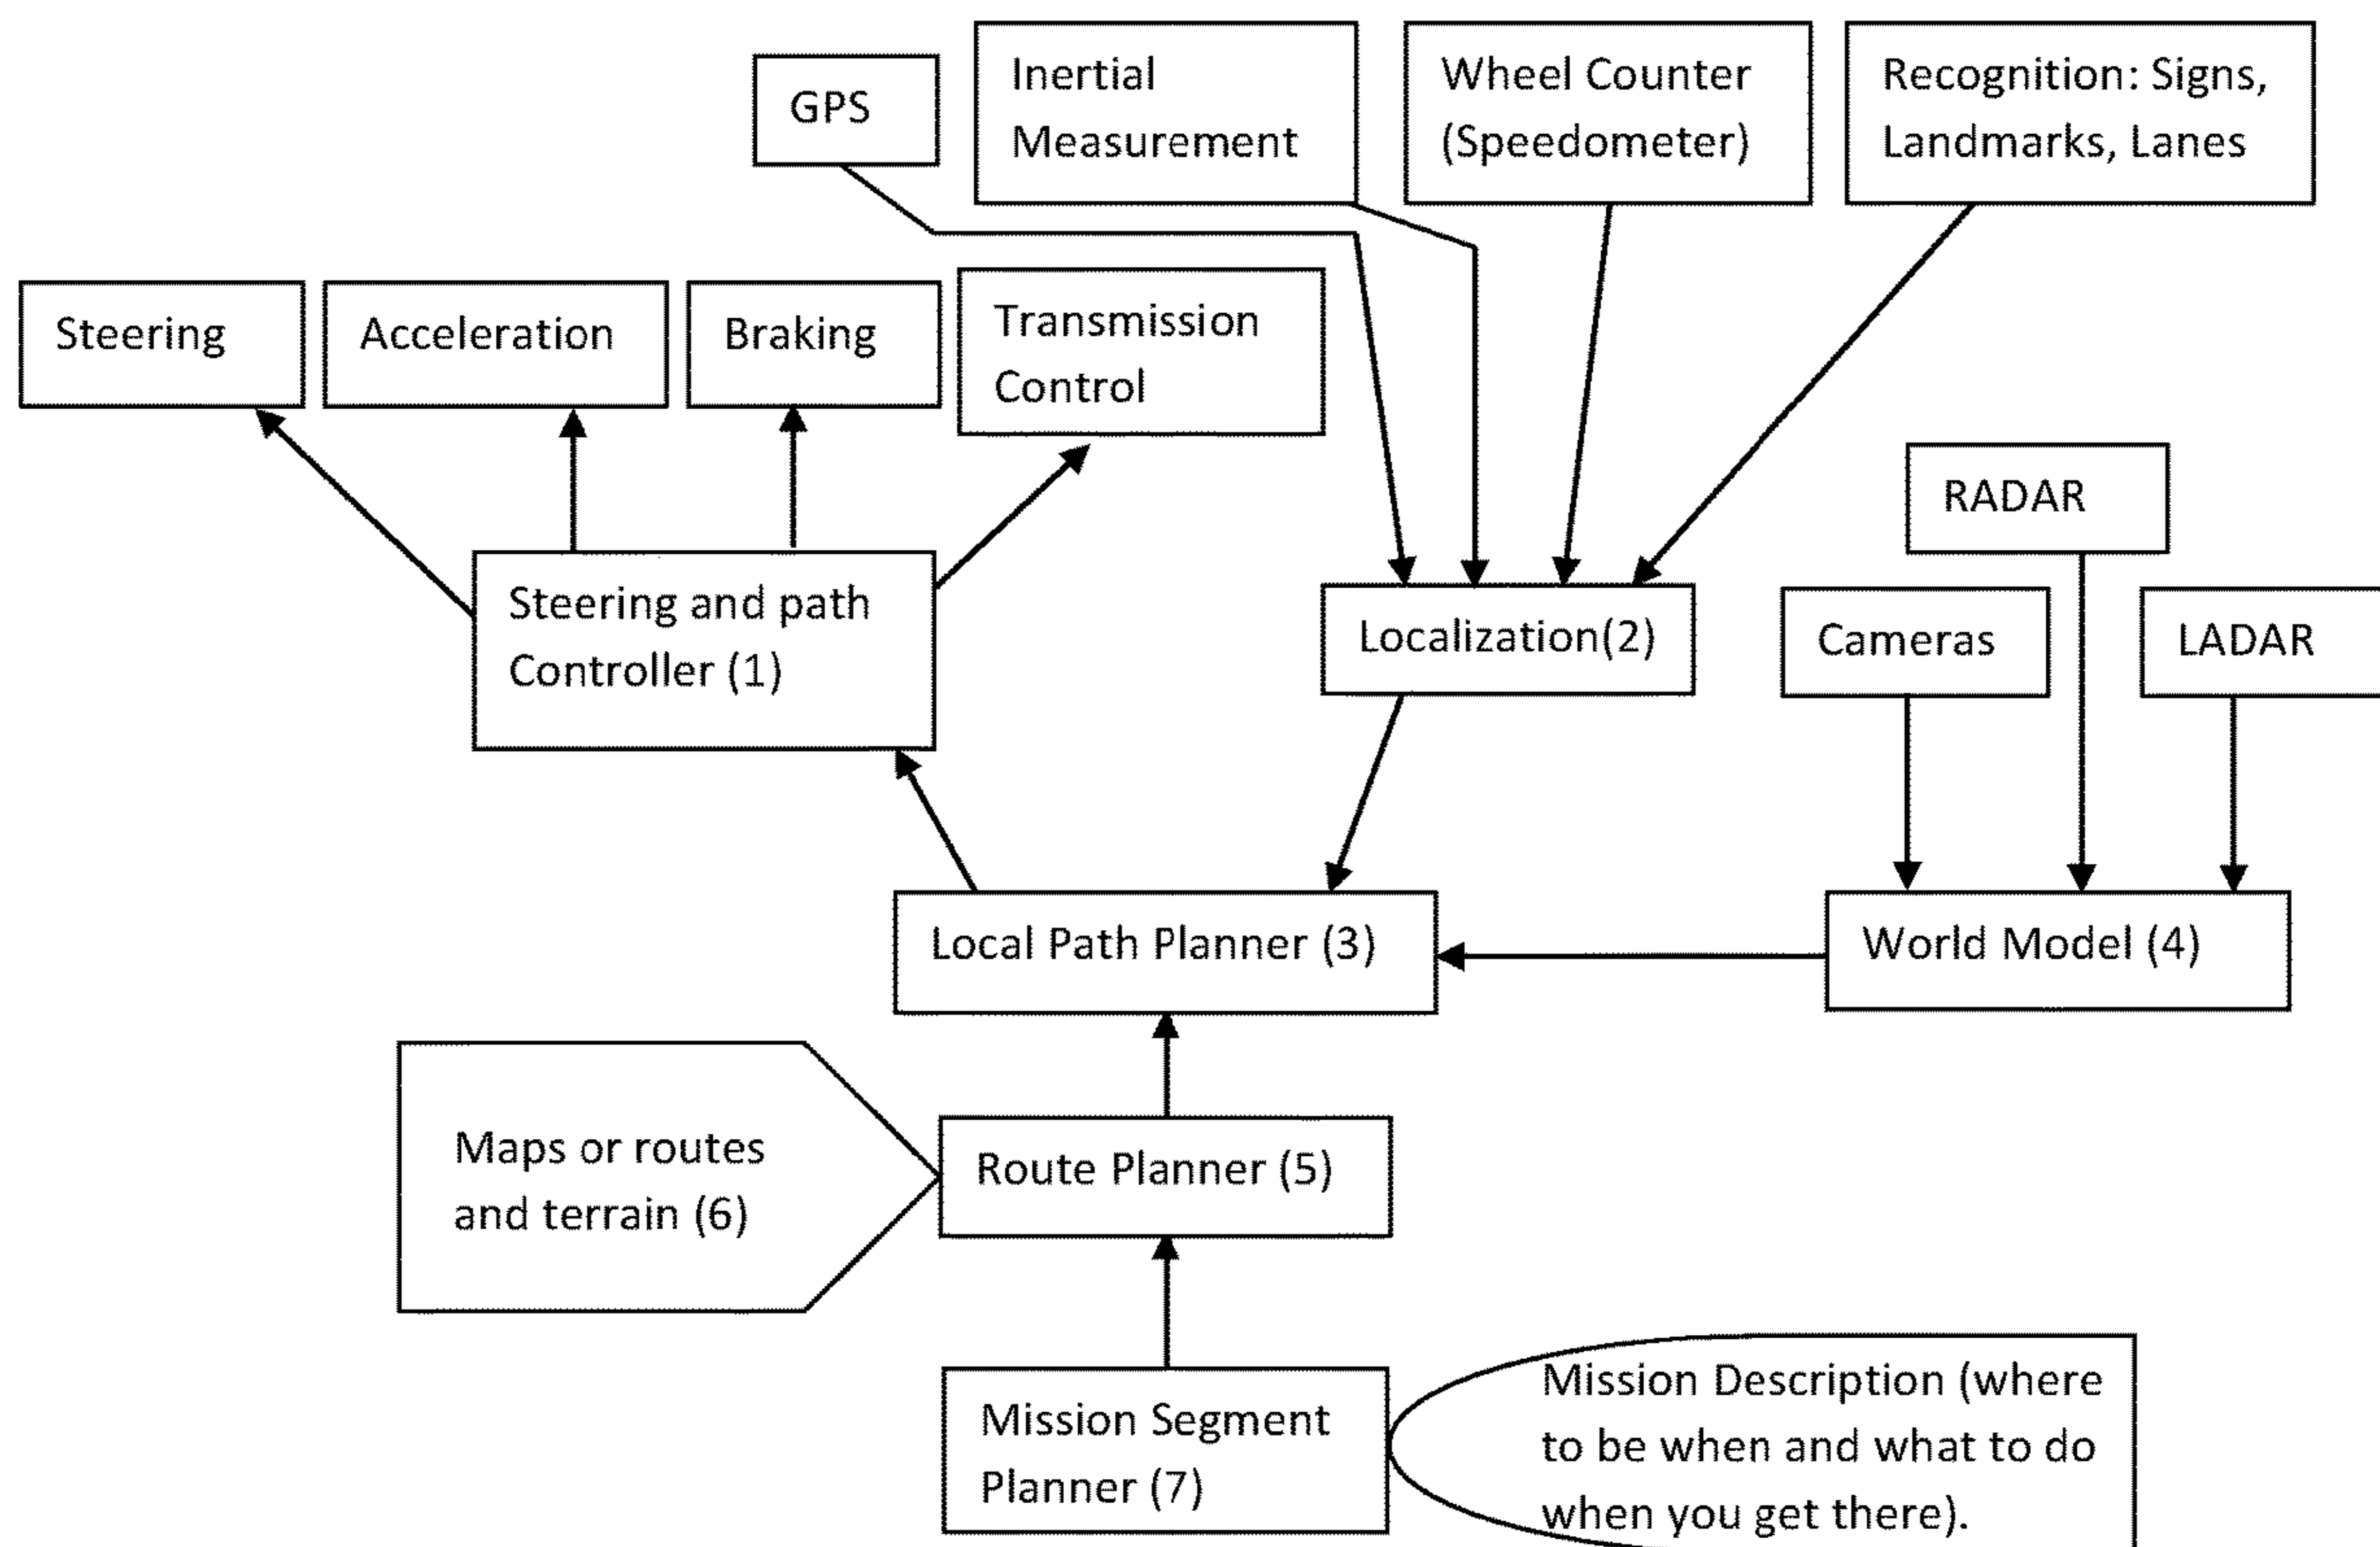 GPS
Inertial
Measurement
Wheel Counter
(Speedometer)
Recognition: Signs,
Landmarks, Lanes
Steering
Acceleration
Braking
Transmission
Control
RADAR
Steering and path
Controller (1)
Localization(2)
Cameras
LADAR
Local Path Planner (3)
World Model (4)
Maps or routes
and terrain (6)
Route Planner (5)
Mission Segment
Planner (7)
Mission Description (where
to be when and what to do
when you get there).